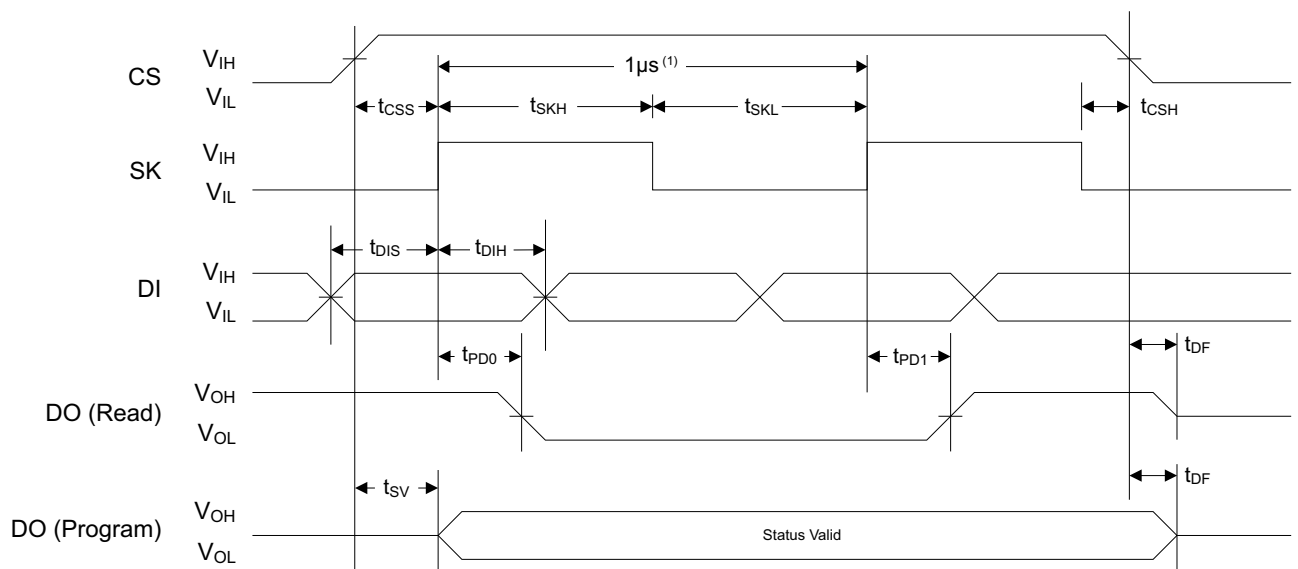 CS
V_IH
V_IL
1µs (1)
t_CSS
t_SKH
t_SKL
t_CSH
SK
V_IH
V_IL
t_DIS
t_DIH
DI
V_IH
V_IL
t_PD0
t_PD1
t_DF
DO (Read)
V_OH
V_OL
t_SV
t_DF
DO (Program)
V_OH
V_OL
Status Valid